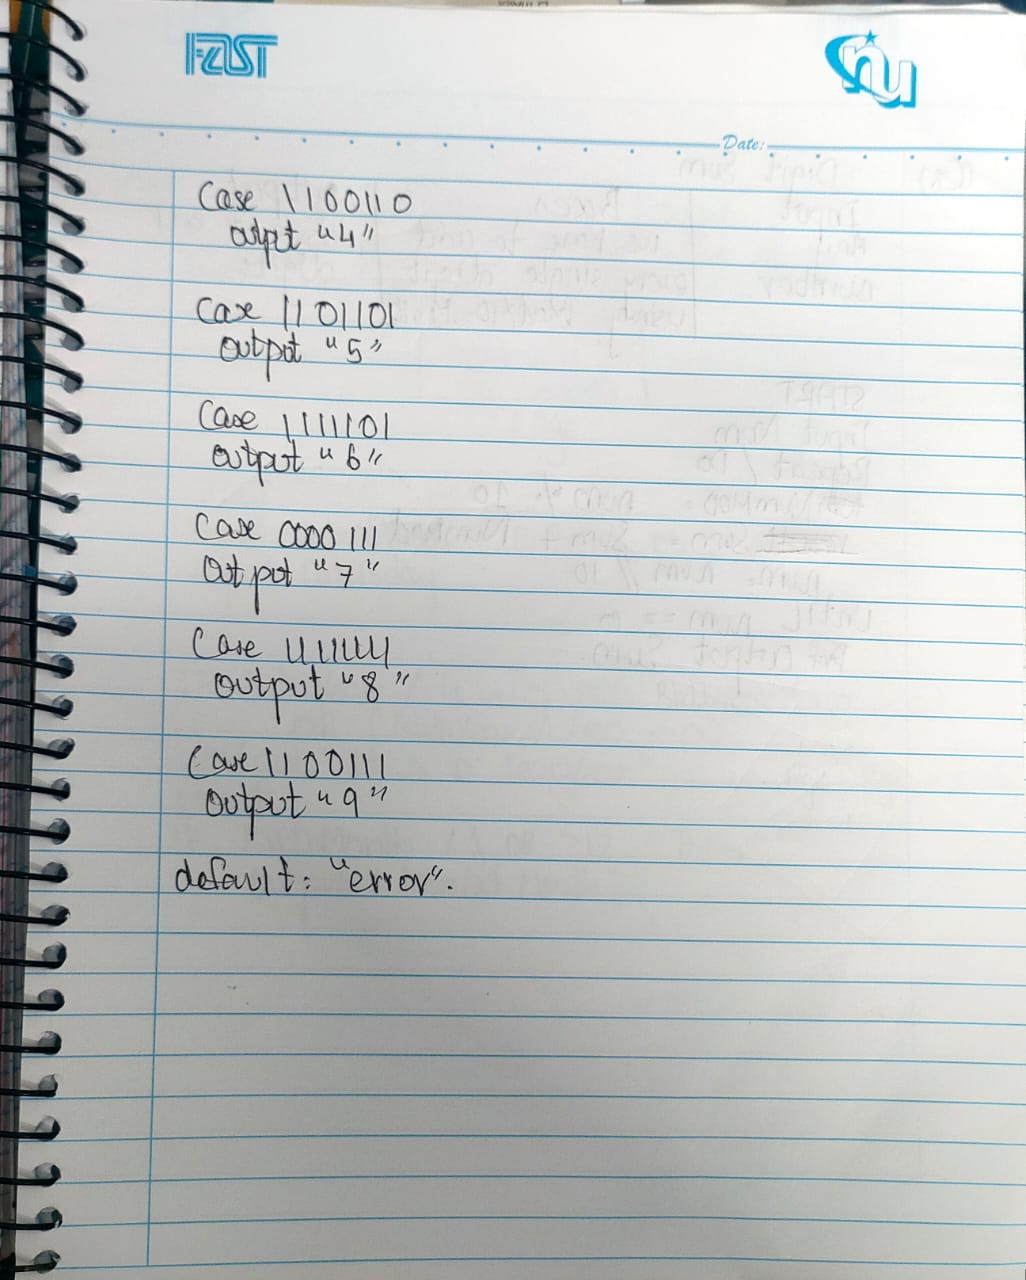 FAST
nu
Date:
Case 1100110
output "4"
Case 1101101
output "5"
Case 1111101
output "6"
Case 0000111
Output "7"
Case 1111111
output "8"
Case 1100111
output "9"
default: "error".